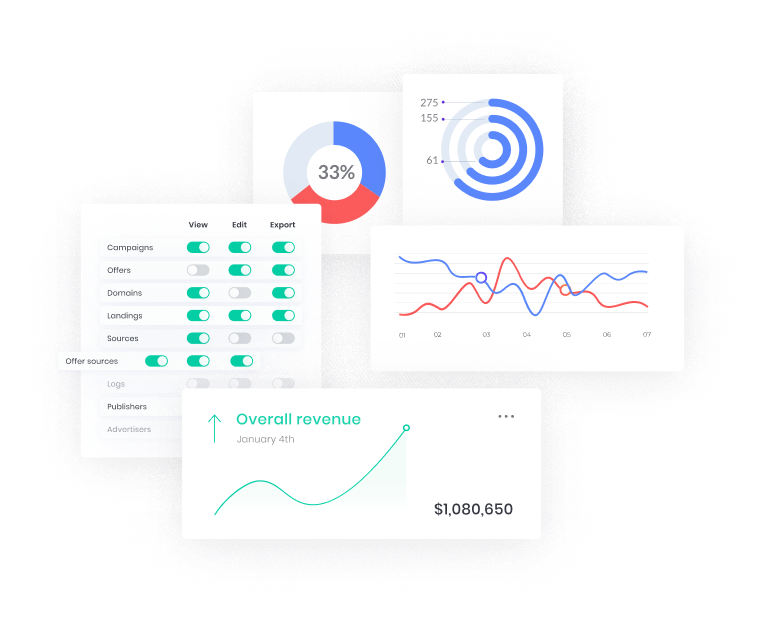 275
155
61
33%
View Edit Export
Campaigns
Offers
Domains
Landings
Sources
Offer sources
Logs
Publishers
Advertisers
01 02 03 04 05 06 07
Overall revenue
January 4th
$1,080,650